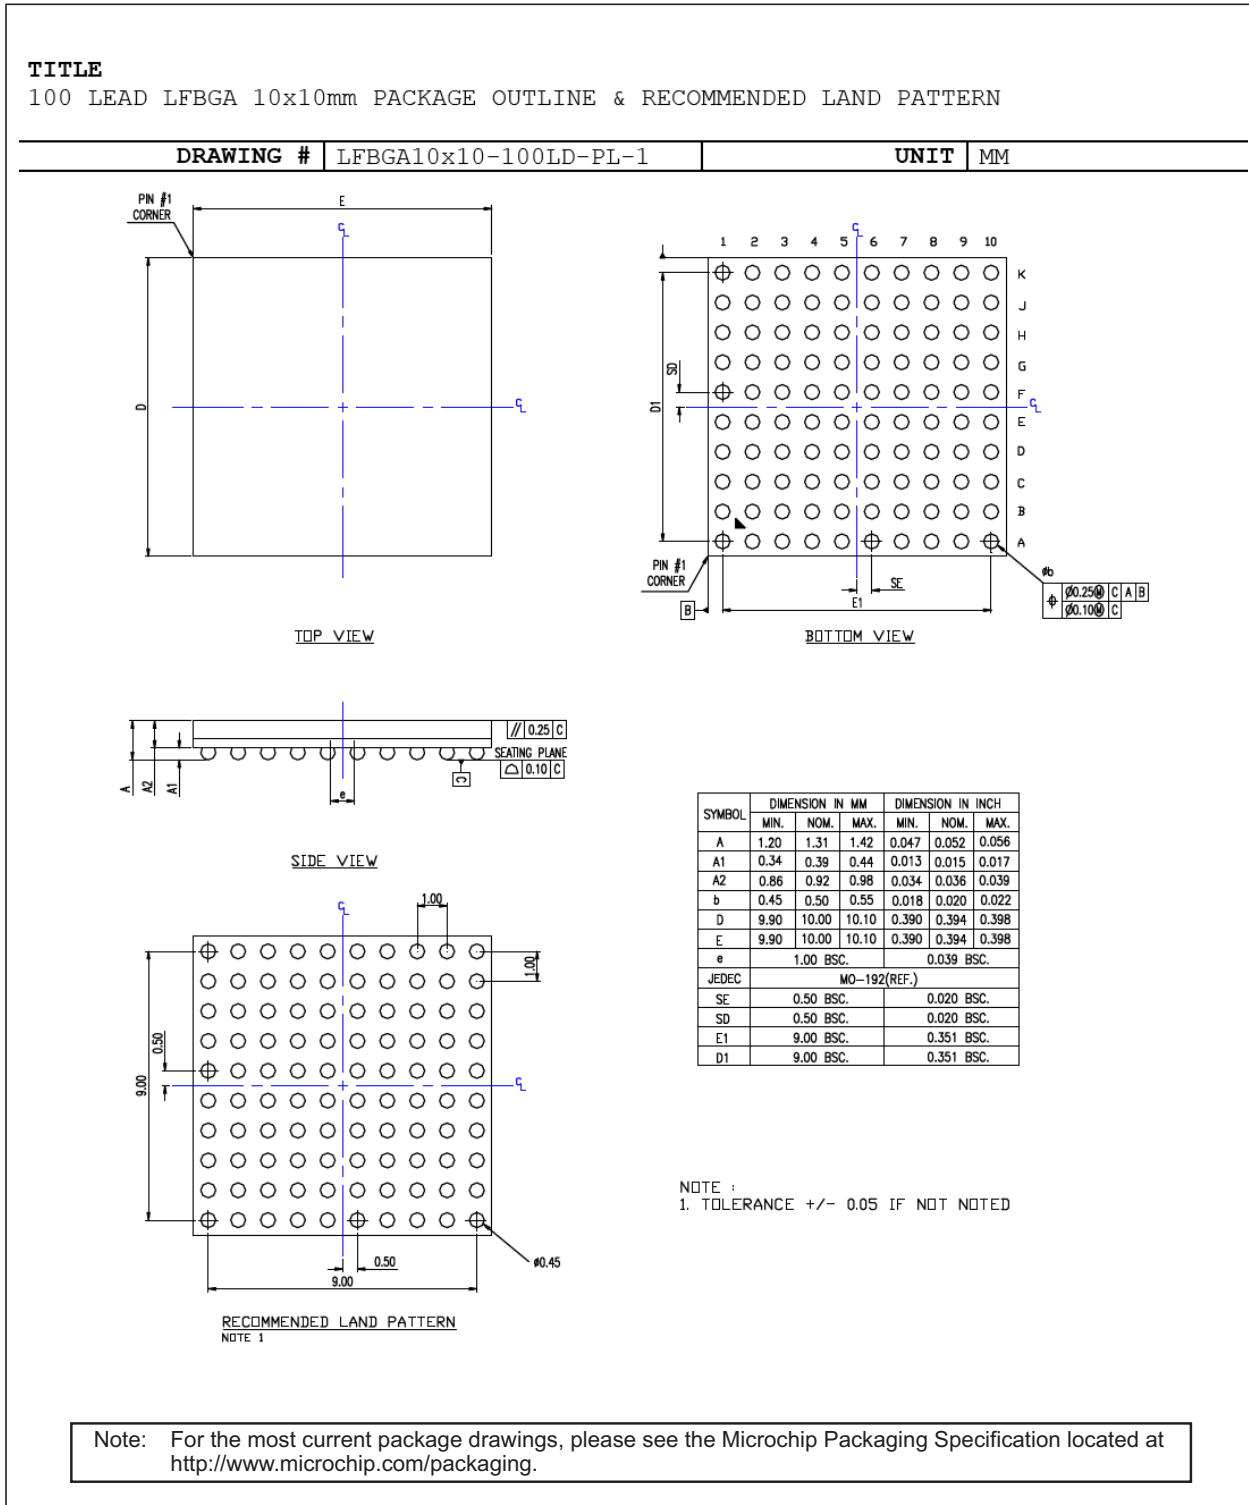 TITLE
100 LEAD LFBGA 10x10mm PACKAGE OUTLINE & RECOMMENDED LAND PATTERN
DRAWING # LFBGA10x10-100LD-PL-1 UNIT MM
PIN #1
CORNER
E
CL
D
CL
TOP VIEW
1 2 3 4 5 CL 6 7 8 9 10
K
J
H
G
F
E
D
C
B
A
CL
SD
D1
PIN #1
CORNER
B
SE
E1
øb
Ø0.25Ⓜ C A B
Ø0.10Ⓜ C
BOTTOM VIEW
// 0.25 C
SEATING PLANE
0.10 C
C
A
A2
A1
e
SIDE VIEW
SYMBOL DIMENSION IN MM DIMENSION IN INCH
MIN. NOM. MAX. MIN. NOM. MAX.
A 1.20 1.31 1.42 0.047 0.052 0.056
A1 0.34 0.39 0.44 0.013 0.015 0.017
A2 0.86 0.92 0.98 0.034 0.036 0.039
b 0.45 0.50 0.55 0.018 0.020 0.022
D 9.90 10.00 10.10 0.390 0.394 0.398
E 9.90 10.00 10.10 0.390 0.394 0.398
e 1.00 BSC. 0.039 BSC.
JEDEC MO-192(REF.)
SE 0.50 BSC. 0.020 BSC.
SD 0.50 BSC. 0.020 BSC.
E1 9.00 BSC. 0.351 BSC.
D1 9.00 BSC. 0.351 BSC.
CL
1.00
1.00
0.50
9.00
CL
0.50
9.00
ø0.45
RECOMMENDED LAND PATTERN
NOTE 1
NOTE :
1. TOLERANCE +/- 0.05 IF NOT NOTED
Note: For the most current package drawings, please see the Microchip Packaging Specification located at
http://www.microchip.com/packaging.